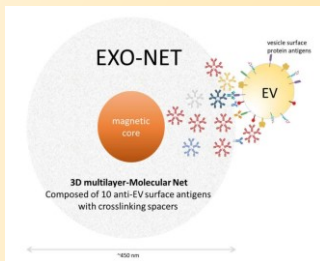 EXO-NET
vesicle surface
protein antigens
EV
magnetic
core
3D multilayer-Molecular Net
Composed of 10 anti-EV surface antigens
with crosslinking spacers
~450 nm